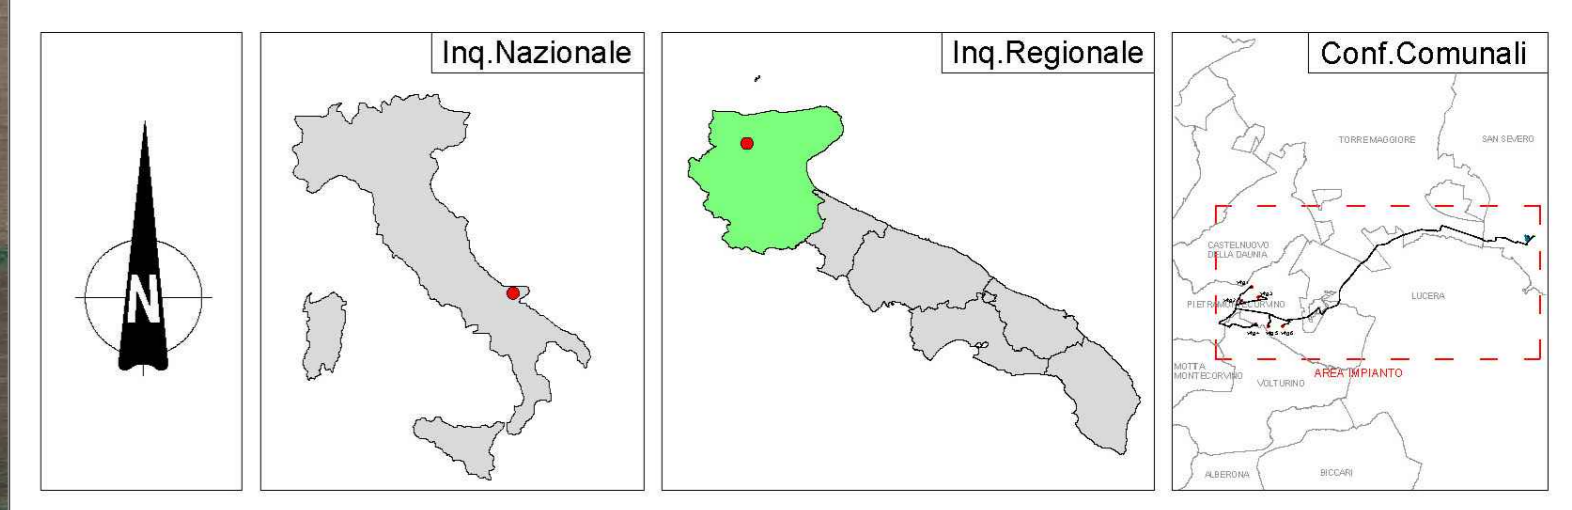 N
Inq.Nazionale
Inq.Regionale
Conf.Comunali
TORREMAGGIORE
SAN SEVERO
CASTELNUOVO
DELLA DAUNIA
LUCERA
MOTTA
MONTECORVINO
AREA IMPIANTO
VOLTURINO
ALBERONA
BICCARI